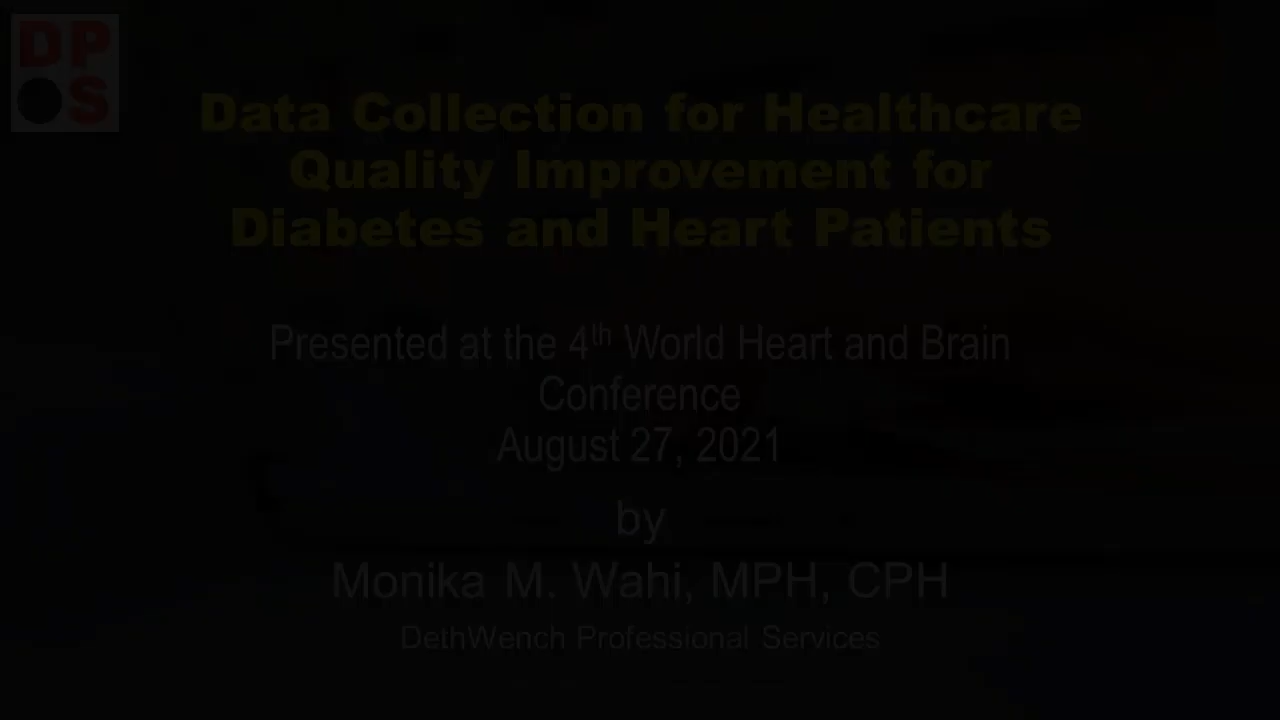 DP
S
Data Collection for Healthcare
Quality Improvement for
Diabetes and Heart Patients
Presented at the 4th World Heart and Brain
Conference
August 27, 2021
by
Monika M. Wahi, MPH, CPH
DethWench Professional Services